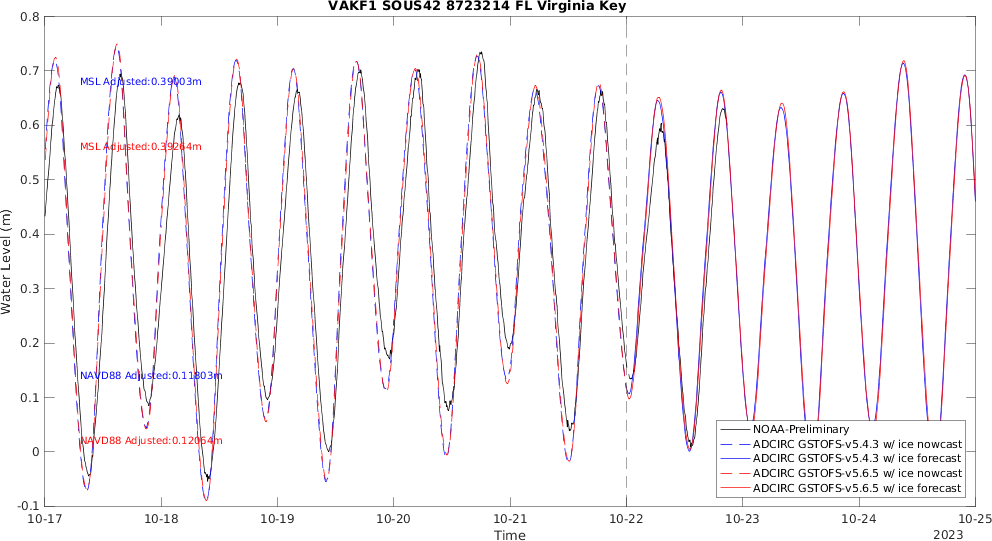 VAKF1 SOUS42 8723214 FL Virginia Key
0.8
0.7
0.6
0.5
0.4
0.3
0.2
0.1
0
-0.1
Water Level (m)
MSL Adjusted:0.39003m
MSL Adjusted:0.39264m
NAVD88 Adjusted:0.11803m
NAVD88 Adjusted:0.12064m
NOAA-Preliminary
ADCIRC GSTOFS-v5.4.3 w/ ice nowcast
ADCIRC GSTOFS-v5.4.3 w/ ice forecast
ADCIRC GSTOFS-v5.6.5 w/ ice nowcast
ADCIRC GSTOFS-v5.6.5 w/ ice forecast
10-17 10-18 10-19 10-20 10-21 10-22 10-23 10-24 10-25
Time
2023